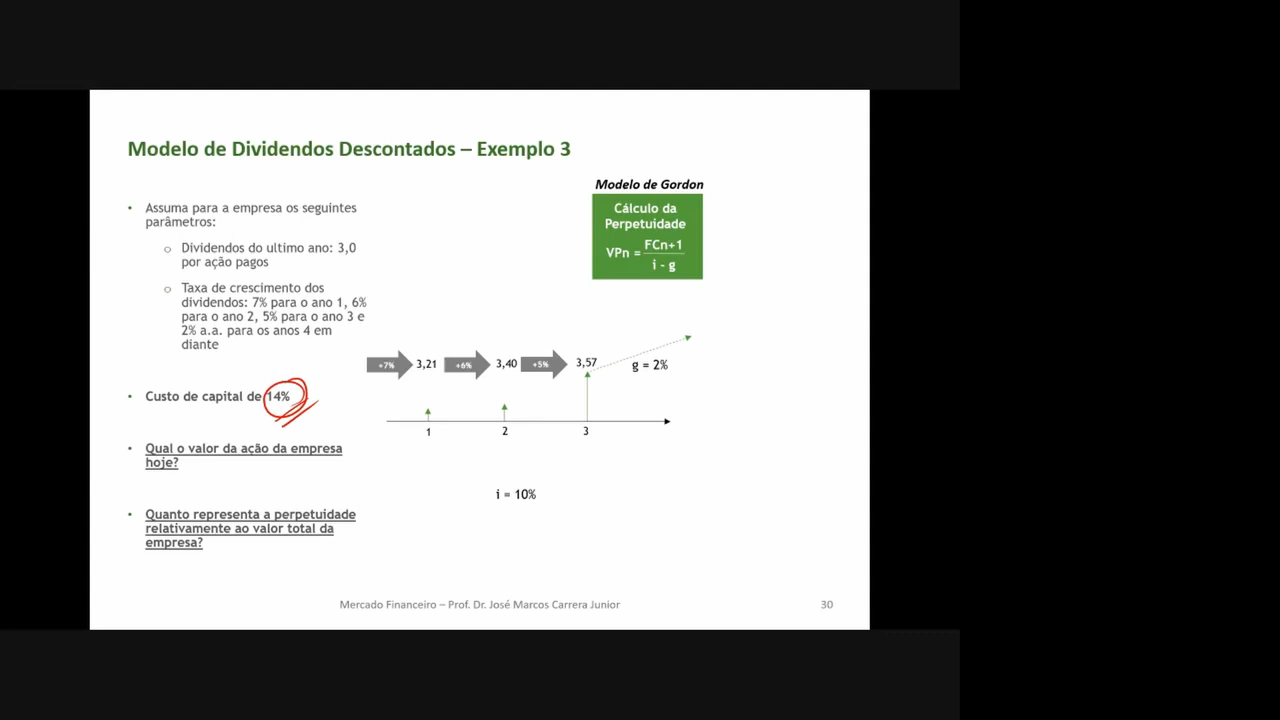 Modelo de Dividendos Descontados – Exemplo 3
Modelo de Gordon
Cálculo da
Perpetuidade
VPn = FCn+1
i - g
• Assuma para a empresa os seguintes
parâmetros:
o Dividendos do ultimo ano: 3,0
por ação pagos
o Taxa de crescimento dos
dividendos: 7% para o ano 1, 6%
para o ano 2, 5% para o ano 3 e
2% a.a. para os anos 4 em
diante
• Custo de capital de 14%
• Qual o valor da ação da empresa
hoje?
• Quanto representa a perpetuidade
relativamente ao valor total da
empresa?
+7% 3,21 +6% 3,40 +5% 3,57 g = 2%
1 2 3
i = 10%
Mercado Financeiro – Prof. Dr. José Marcos Carrera Junior 30